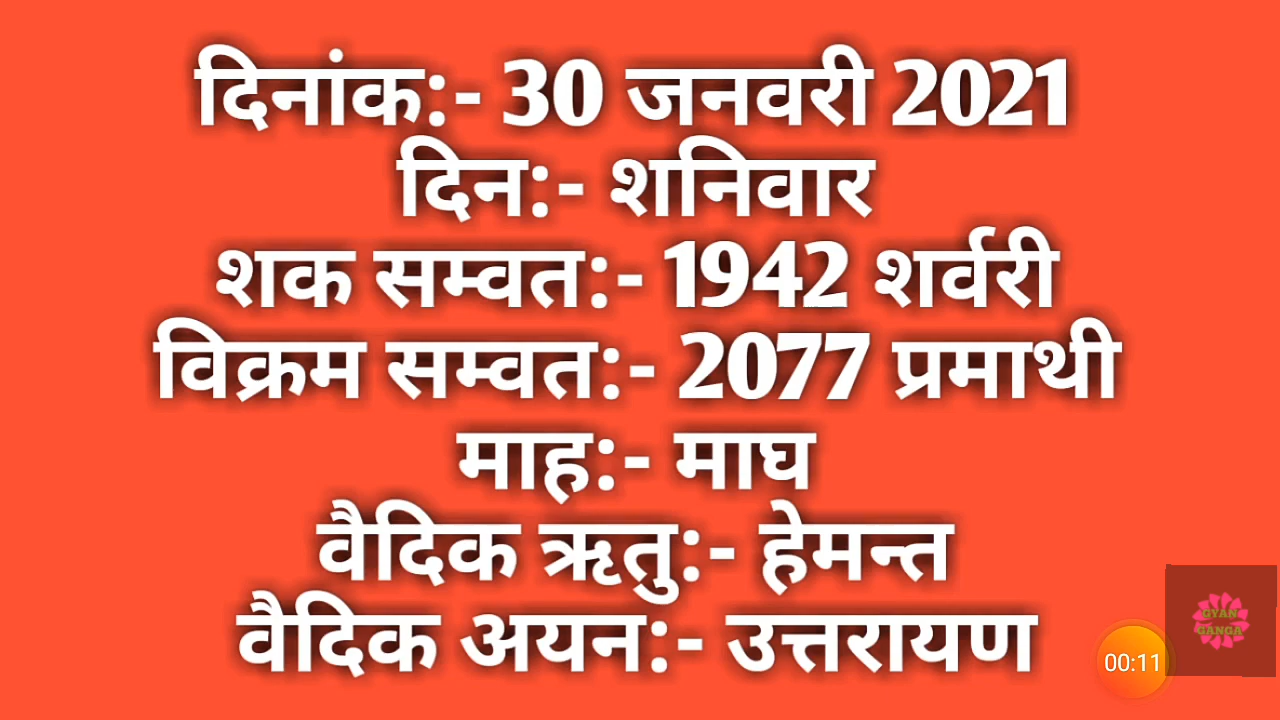 दिनांक:- 30 जनवरी 2021
दिन:- शनिवार
शक सम्वत:- 1942 शर्वरी
विक्रम सम्वत:- 2077 प्रमाथी
माह:- माघ
वैदिक ऋतु:- हेमन्त
वैदिक अयन:- उत्तरायण
GYAN
GANGA
00:11